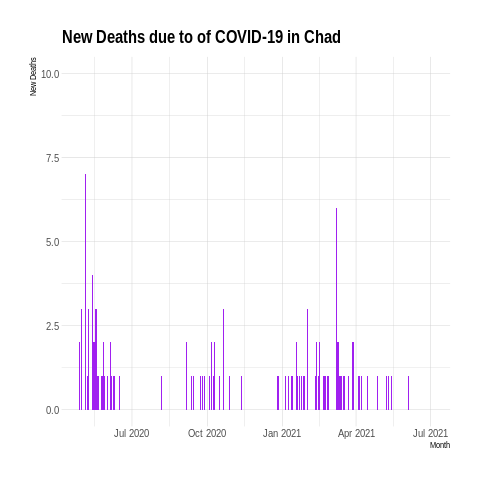 New Deaths due to of COVID-19 in Chad
New Deaths
10.0
7.5
5.0
2.5
0.0
Jul 2020 Oct 2020 Jan 2021 Apr 2021 Jul 2021
Month